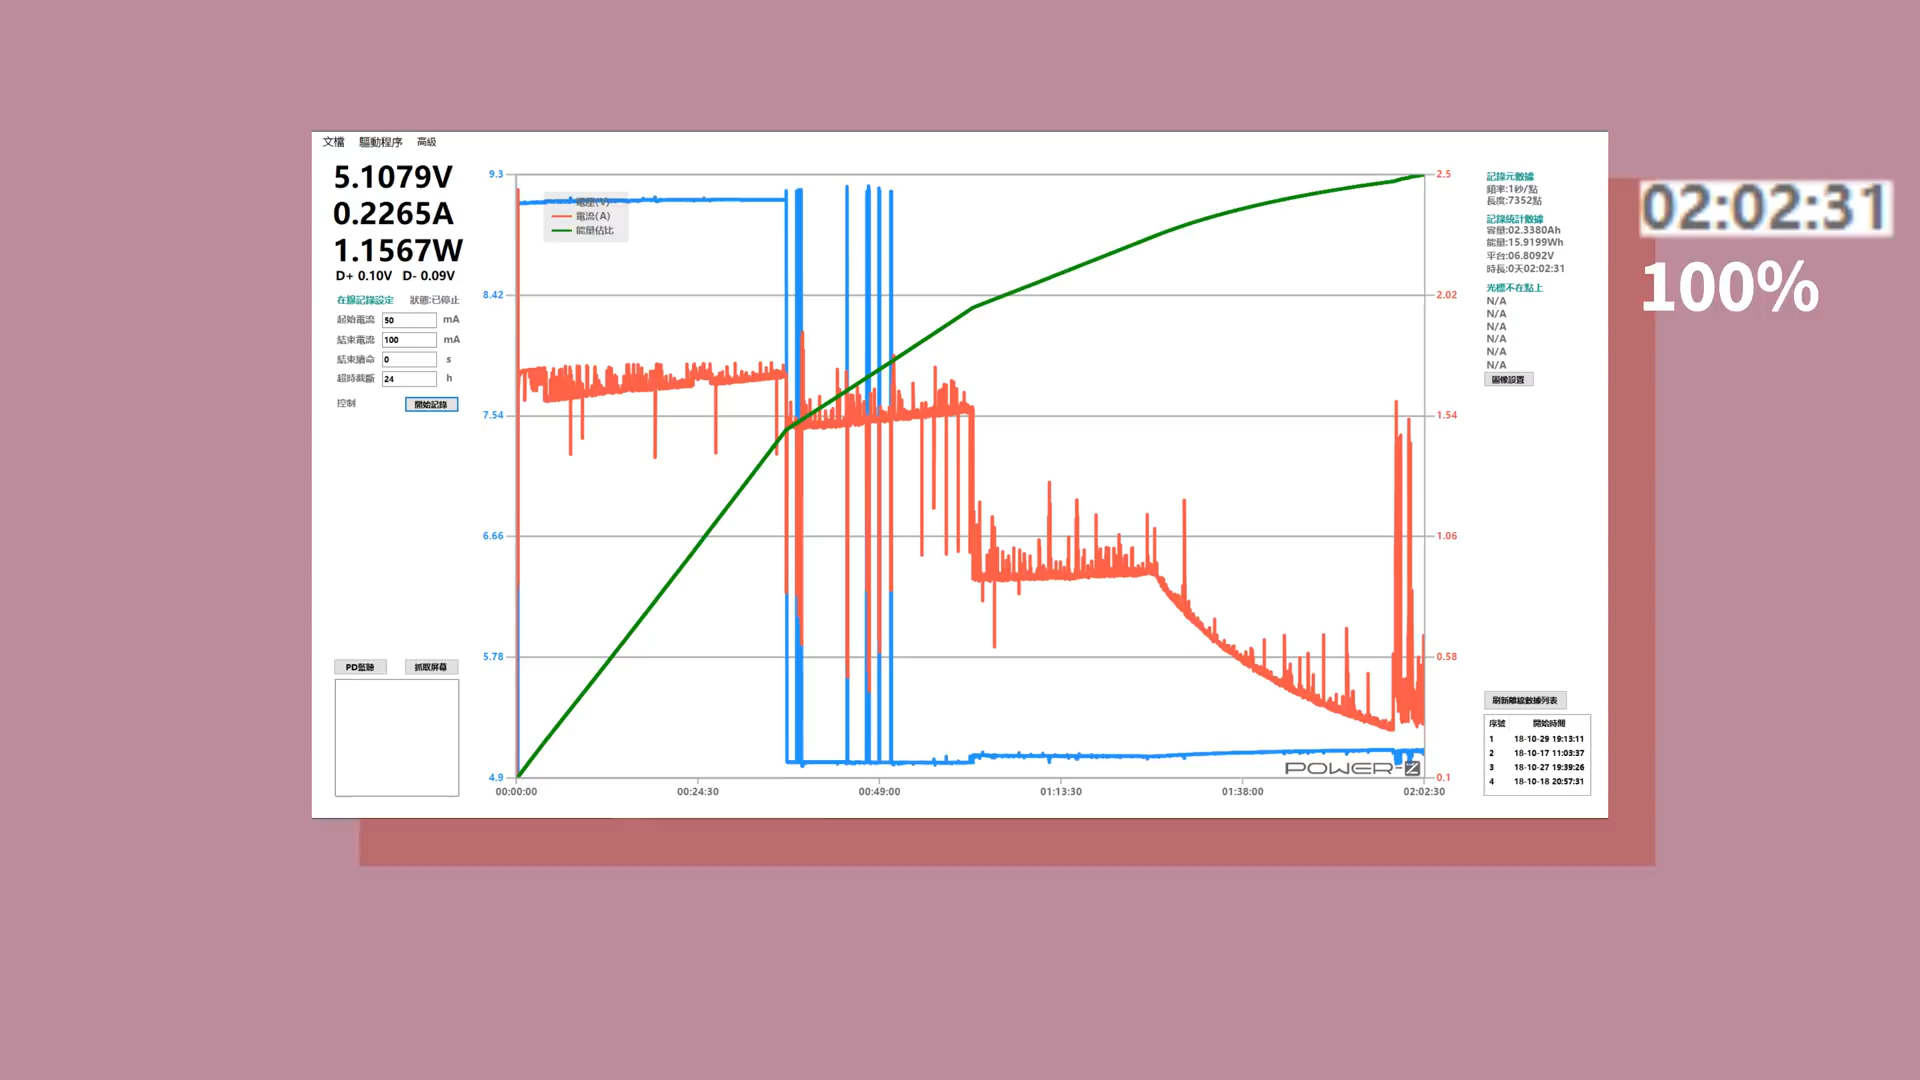 文檔 驅動程序 高級
5.1079V
0.2265A
1.1567W
D+ 0.10V D- 0.09V
在線記錄設定 狀態:已停止
起始電流 50 mA
結束電流 100 mA
結束續命 0 s
超時截斷 24 h
控制 開始記錄
PD監聽 抓取屏幕
9.3
8.42
7.54
6.66
5.78
4.9
電壓(V)
電流(A)
能量佔比
2.5
2.02
1.54
1.06
0.58
0.1
00:00:00 00:24:30 00:49:00 01:13:30 01:38:00 02:02:30
POWER-Z
記錄元數據
頻率:1秒/點
長度:7352點
記錄統計數據
容量:02.3380Ah
能量:15.9199Wh
平台:06.8092V
時長:0天02:02:31
光標不在點上
N/A
N/A
N/A
N/A
N/A
N/A
圖像設置
刷新離線數據列表
序號 開始時間
1 18-10-29 19:13:11
2 18-10-17 11:03:37
3 18-10-27 19:39:26
4 18-10-18 20:57:31
02:02:31
100%